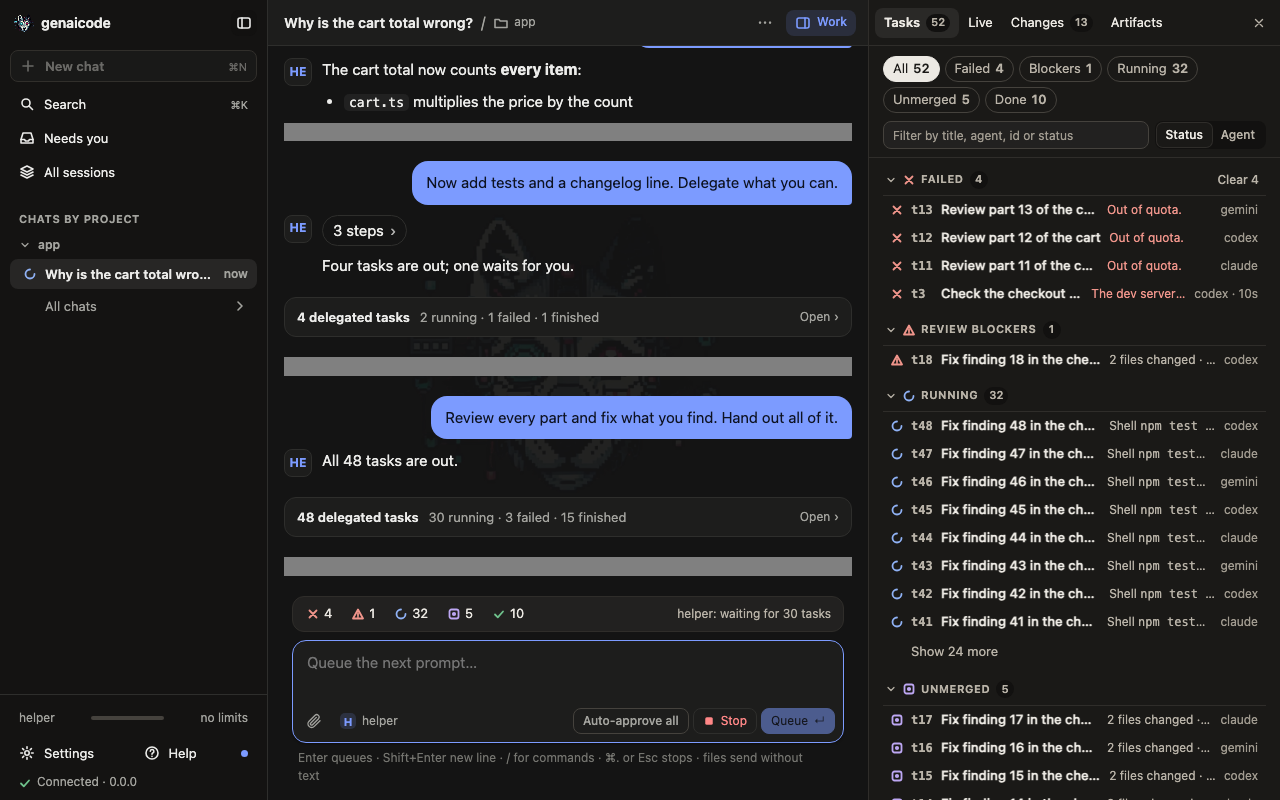 genaicode
New chat ⌘N
Search ⌘K
Needs you
All sessions
CHATS BY PROJECT
app
Why is the cart total wro... now
All chats
helper no limits
Settings Help
Connected · 0.0.0
Why is the cart total wrong? / app
... Work
HE The cart total now counts every item:
• cart.ts multiplies the price by the count
Now add tests and a changelog line. Delegate what you can.
HE 3 steps ›
Four tasks are out; one waits for you.
4 delegated tasks 2 running · 1 failed · 1 finished Open ›
Review every part and fix what you find. Hand out all of it.
HE All 48 tasks are out.
48 delegated tasks 30 running · 3 failed · 15 finished Open ›
4 1 32 5 10 helper: waiting for 30 tasks
Queue the next prompt...
H helper Auto-approve all Stop Queue ↵
Enter queues · Shift+Enter new line · / for commands · ⌘. or Esc stops · files send without
text
Tasks 52 Live Changes 13 Artifacts
All 52 Failed 4 Blockers 1 Running 32
Unmerged 5 Done 10
Filter by title, agent, id or status Status Agent
FAILED 4 Clear 4
t13 Review part 13 of the c... Out of quota. gemini
t12 Review part 12 of the cart Out of quota. codex
t11 Review part 11 of the c... Out of quota. claude
t3 Check the checkout ... The dev server... codex · 10s
REVIEW BLOCKERS 1
t18 Fix finding 18 in the che... 2 files changed · ... codex
RUNNING 32
t48 Fix finding 48 in the ch... Shell npm test ... codex
t47 Fix finding 47 in the ch... Shell npm test... claude
t46 Fix finding 46 in the ch... Shell npm test... gemini
t45 Fix finding 45 in the ch... Shell npm test ... codex
t44 Fix finding 44 in the ch... Shell npm test... claude
t43 Fix finding 43 in the ch... Shell npm test... gemini
t42 Fix finding 42 in the ch... Shell npm test ... codex
t41 Fix finding 41 in the ch... Shell npm test... claude
Show 24 more
UNMERGED 5
t17 Fix finding 17 in the ch... 2 files changed ·... claude
t16 Fix finding 16 in the ch... 2 files changed ·... gemini
t15 Fix finding 15 in the che... 2 files changed · ... codex